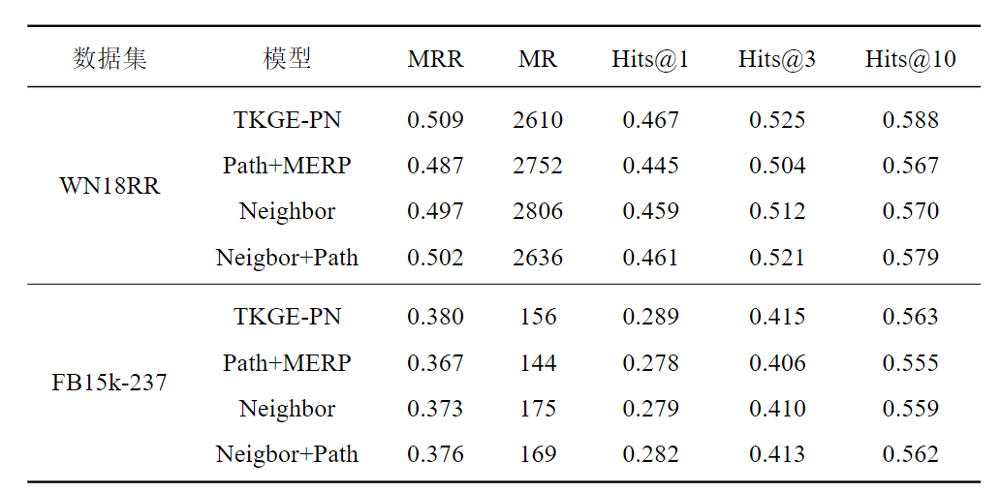 数据集 模型 MRR MR Hits@1 Hits@3 Hits@10
WN18RR
TKGE-PN 0.509 2610 0.467 0.525 0.588
Path+MERP 0.487 2752 0.445 0.504 0.567
Neighbor 0.497 2806 0.459 0.512 0.570
Neigbor+Path 0.502 2636 0.461 0.521 0.579
FB15k-237
TKGE-PN 0.380 156 0.289 0.415 0.563
Path+MERP 0.367 144 0.278 0.406 0.555
Neighbor 0.373 175 0.279 0.410 0.559
Neigbor+Path 0.376 169 0.282 0.413 0.562